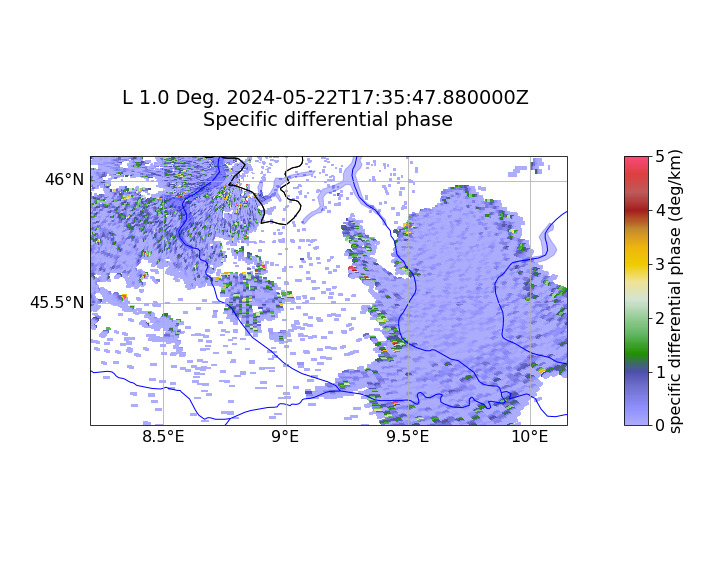 L 1.0 Deg. 2024-05-22T17:35:47.880000Z
Specific differential phase
46°N
45.5°N
8.5°E
9°E
9.5°E
10°E
5
4
3
2
1
0
specific differential phase (deg/km)